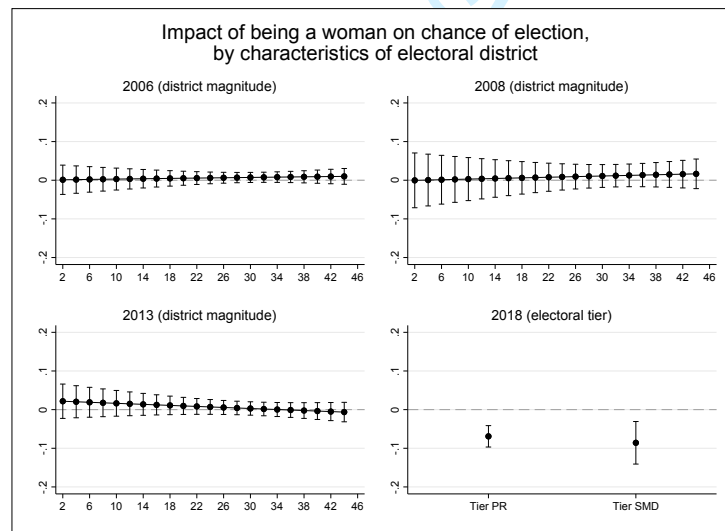 Impact of being a woman on chance of election,
by characteristics of electoral district
2006 (district magnitude)
.2
.1
0
-.1
-.2
2 6 10 14 18 22 26 30 34 38 42 46
2008 (district magnitude)
.2
.1
0
-.1
-.2
2 6 10 14 18 22 26 30 34 38 42 46
2013 (district magnitude)
.2
.1
0
-.1
-.2
2 6 10 14 18 22 26 30 34 38 42 46
2018 (electoral tier)
.2
.1
0
-.1
-.2
Tier PR Tier SMD